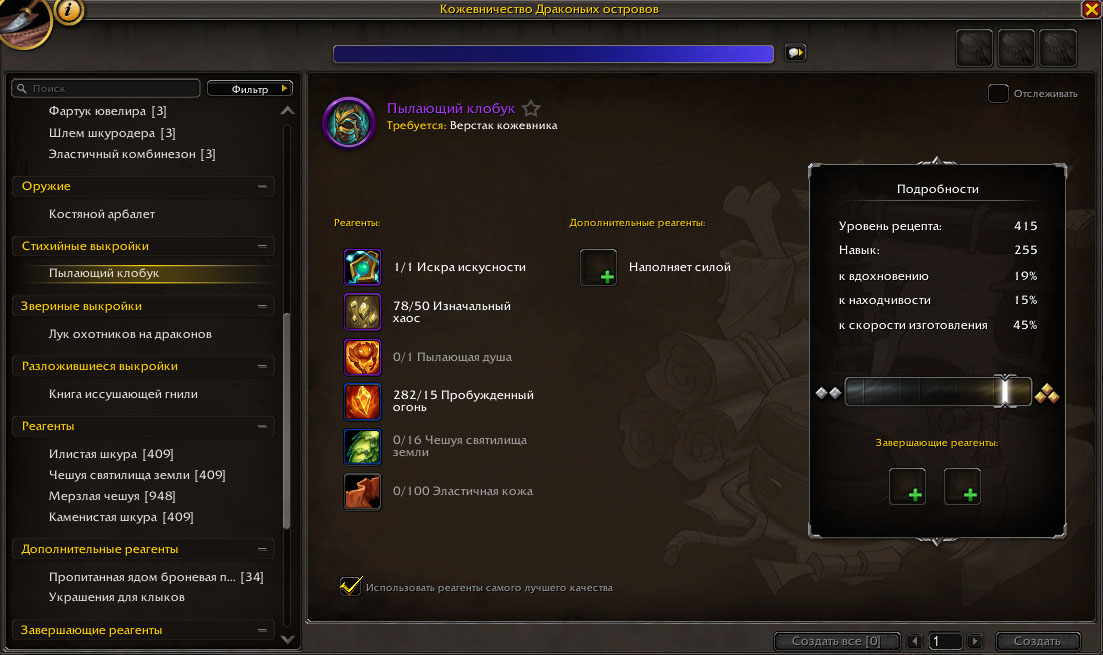 Кожевничество Драконьих островов
Поиск
Фильтр
Фартук ювелира [3]
Шлем шкуродера [3]
Эластичный комбинезон [3]
Оружие
Костяной арбалет
Стихийные выкройки
Пылающий клобук
Звериные выкройки
Лук охотников на драконов
Разложившиеся выкройки
Книга иссушающей гнили
Реагенты
Илистая шкура [409]
Чешуя святилища земли [409]
Мерзлая чешуя [948]
Каменистая шкура [409]
Дополнительные реагенты
Пропитанная ядом броневая п... [34]
Украшения для клыков
Завершающие реагенты
Пылающий клобук
Требуется: Верстак кожевника
Отслеживать
Реагенты:
1/1 Искра искусности
78/50 Изначальный
хаос
0/1 Пылающая душа
282/15 Пробужденный
огонь
0/16 Чешуя святилища
земли
0/100 Эластичная кожа
Дополнительные реагенты:
Наполняет силой
Использовать реагенты самого лучшего качества
Подробности
Уровень рецепта: 415
Навык: 255
к вдохновению 19%
к находчивости 15%
к скорости изготовления 45%
Завершающие реагенты:
Создать все [0]
1
Создать